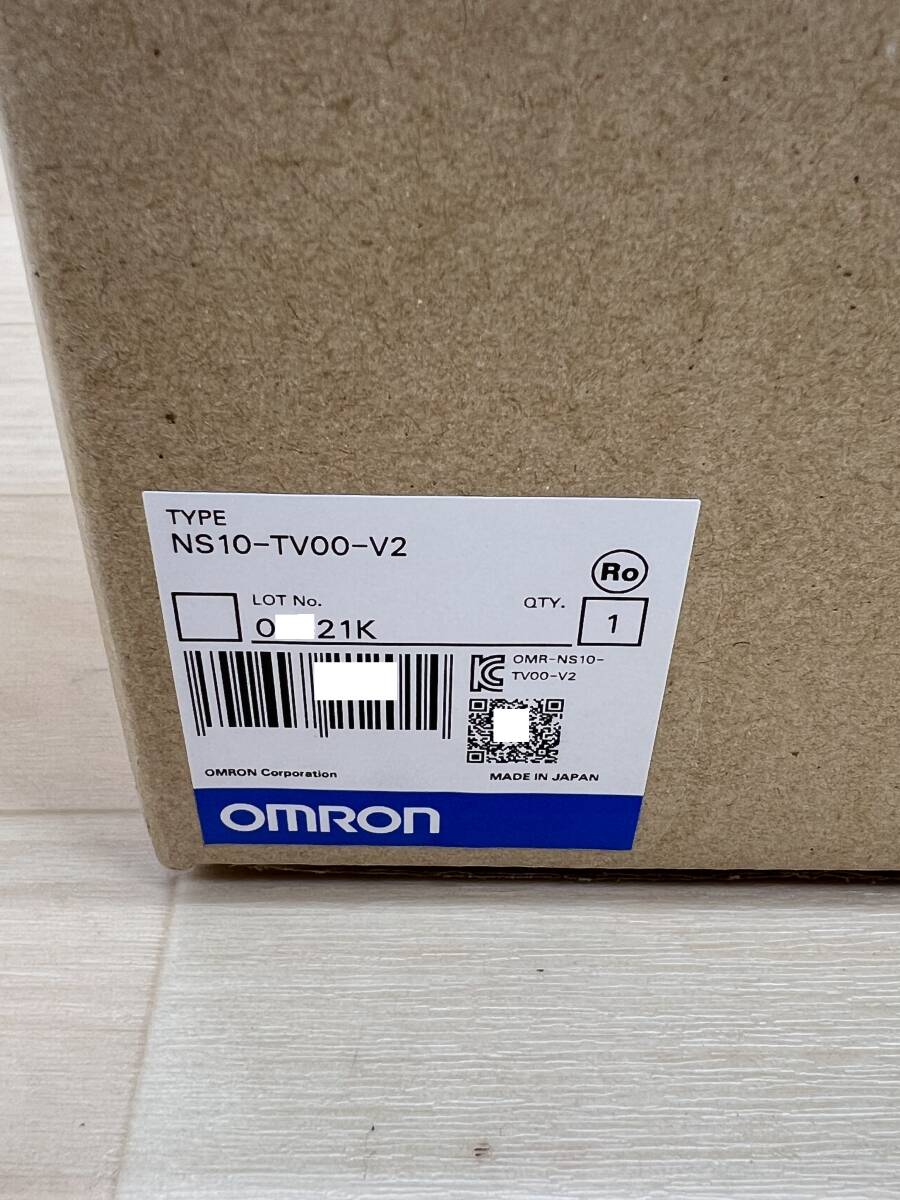 TYPE
NS10-TV00-V2
Ro
LOT No.
QTY.
0 21K
1
OMR-NS10-
TV00-V2
OMRON Corporation
MADE IN JAPAN
OMRON